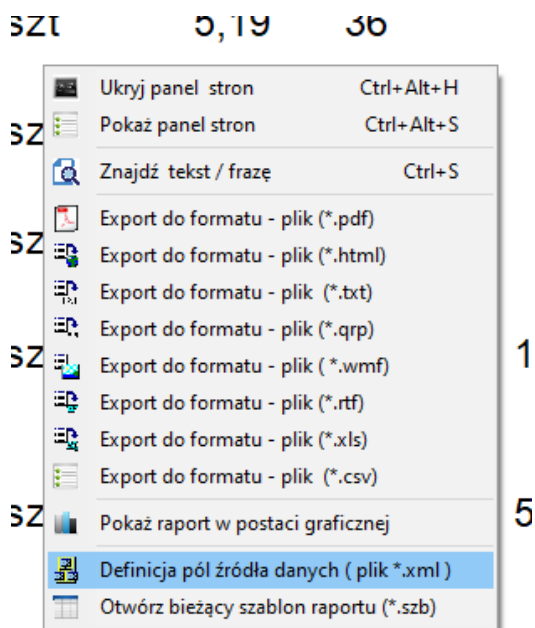 szt 5,19 36
Ukryj panel stron Ctrl+Alt+H
sz Pokaż panel stron Ctrl+Alt+S
Znajdź tekst / frazę Ctrl+S
Export do formatu - plik (*.pdf)
sz Export do formatu - plik (*.html)
Export do formatu - plik (*.txt)
Export do formatu - plik (*.qrp)
sz Export do formatu - plik ( *.wmf) 1
Export do formatu - plik (*.rtf)
Export do formatu - plik (*.xls)
Export do formatu - plik (*.csv)
sz Pokaż raport w postaci graficznej 5
Definicja pól źródła danych ( plik *.xml )
Otwórz bieżący szablon raportu (*.szb)